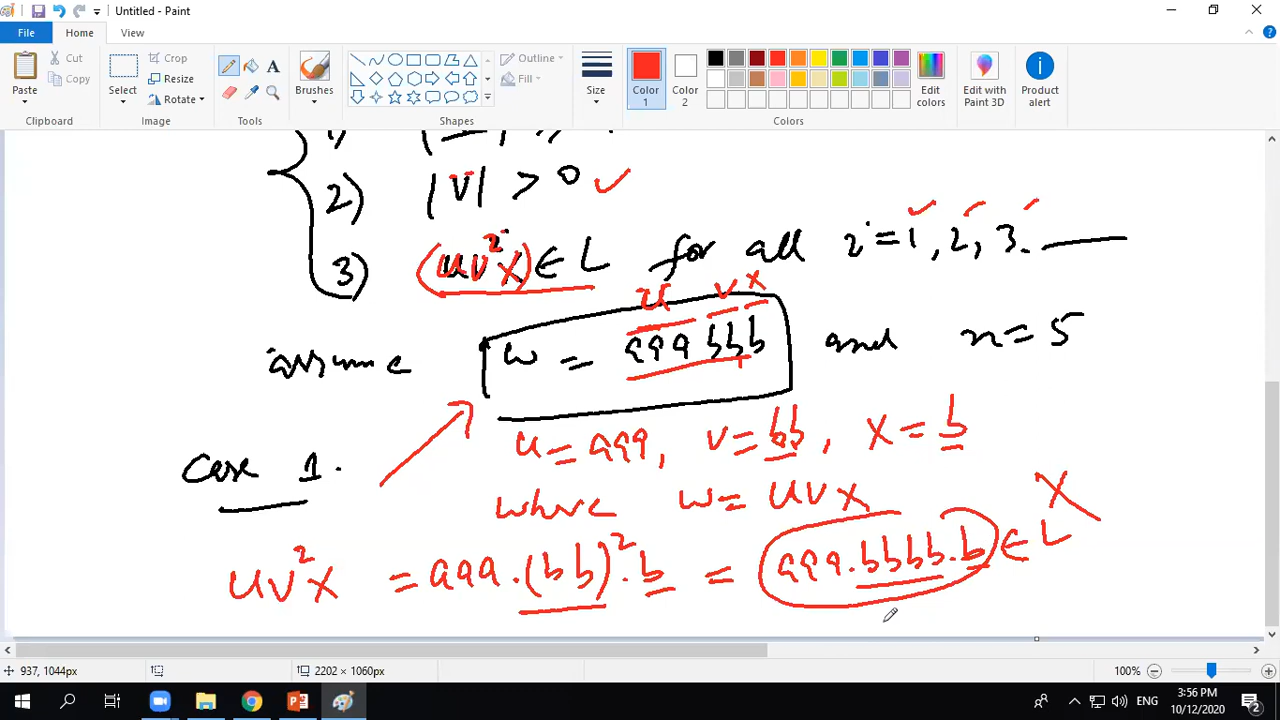 Untitled - Paint
File Home View
Paste Cut Copy
Select Crop Resize Rotate
A
Brushes
Outline Fill
Size
Color 1
Color 2
Edit colors
Edit with Paint 3D
Product alert
Clipboard Image Tools Shapes Colors
2) |V| > 0 ✓
3) (uv²x) ∈ L for all i = 1, 2, 3.
u v x
assume w = aaabbb and n = 5
u = aaa, v = bb, x = b
Case 1.
where w = uvx
X
uv²x = aaa.(bb)².b = aaa.bbbb.b ∈ L
937, 1044px 2202 × 1060px 100%
ENG 3:56 PM 10/12/2020 2